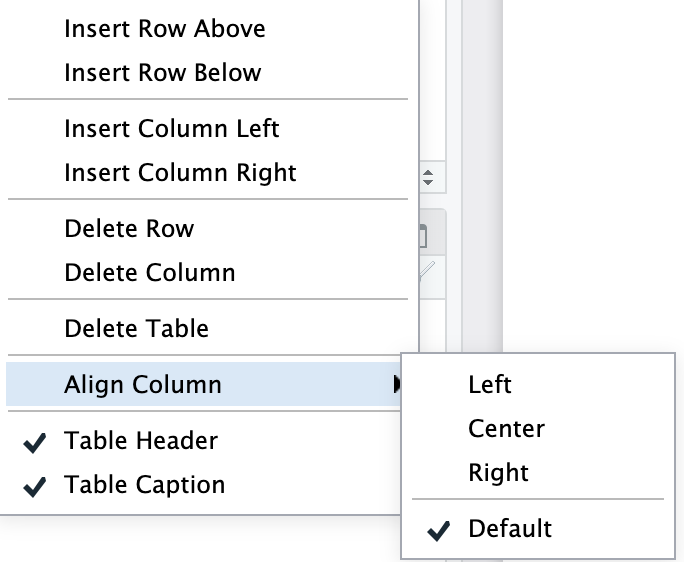 Insert Row Above
Insert Row Below
Insert Column Left
Insert Column Right
Delete Row
Delete Column
Delete Table
Align Column
Table Header
Table Caption
Left
Center
Right
Default